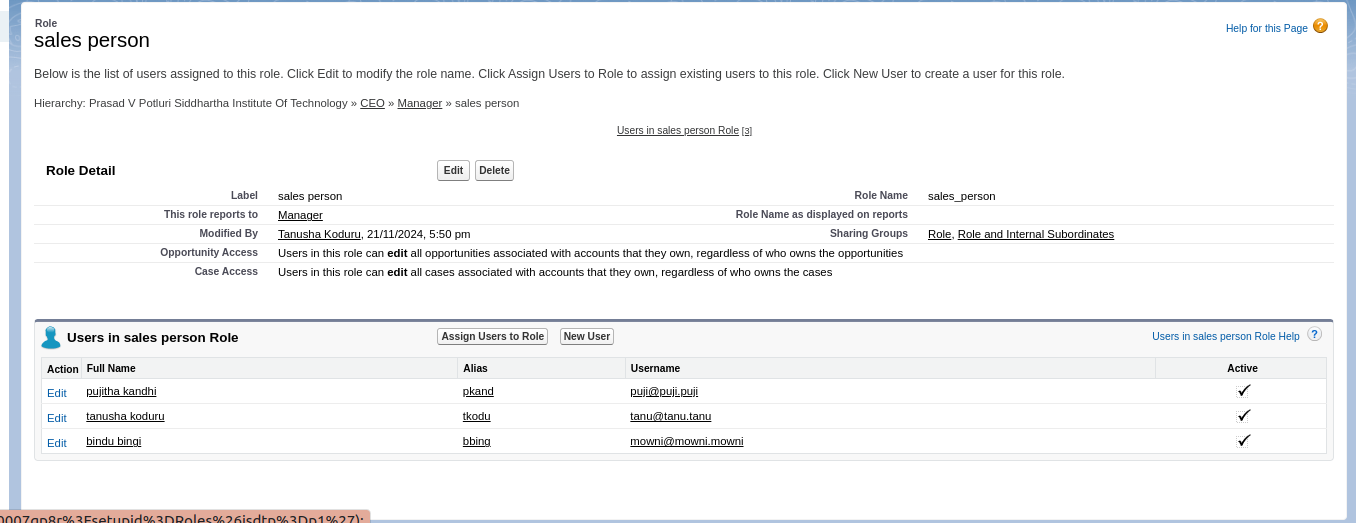 Role
sales person
Help for this Page ?
Below is the list of users assigned to this role. Click Edit to modify the role name. Click Assign Users to Role to assign existing users to this role. Click New User to create a user for this role.
Hierarchy: Prasad V Potluri Siddhartha Institute Of Technology » CEO » Manager » sales person
Users in sales person Role [3]
Role Detail Edit Delete
Label sales person Role Name sales_person
This role reports to Manager Role Name as displayed on reports
Modified By Tanusha Koduru, 21/11/2024, 5:50 pm Sharing Groups Role, Role and Internal Subordinates
Opportunity Access Users in this role can edit all opportunities associated with accounts that they own, regardless of who owns the opportunities
Case Access Users in this role can edit all cases associated with accounts that they own, regardless of who owns the cases
Users in sales person Role Assign Users to Role New User Users in sales person Role Help ?
Action Full Name Alias Username Active
Edit pujitha kandhi pkand puji@puji.puji
Edit tanusha koduru tkodu tanu@tanu.tanu
Edit bindu bingi bbing mowni@mowni.mowni